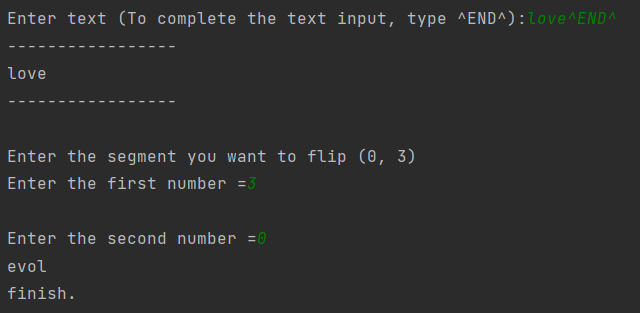 Enter text (To complete the text input, type ^END^):love^END^
-----------------
love
-----------------
Enter the segment you want to flip (0, 3)
Enter the first number =3
Enter the second number =0
evol
finish.